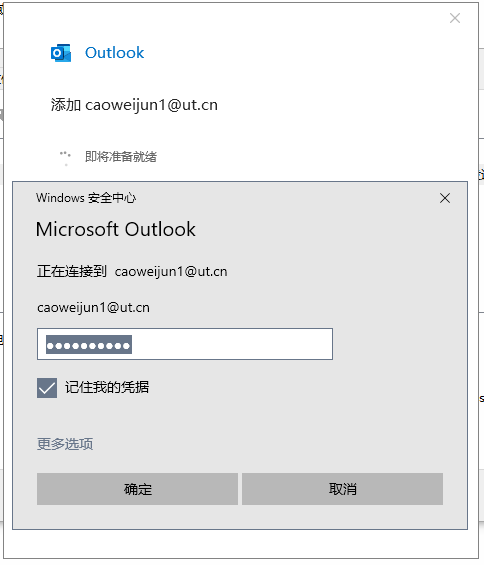 Outlook
添加 caoweijun1@ut.cn
即将准备就绪
Windows 安全中心
Microsoft Outlook
正在连接到 caoweijun1@ut.cn
caoweijun1@ut.cn
●●●●●●●●●●
记住我的凭据
更多选项
确定 取消